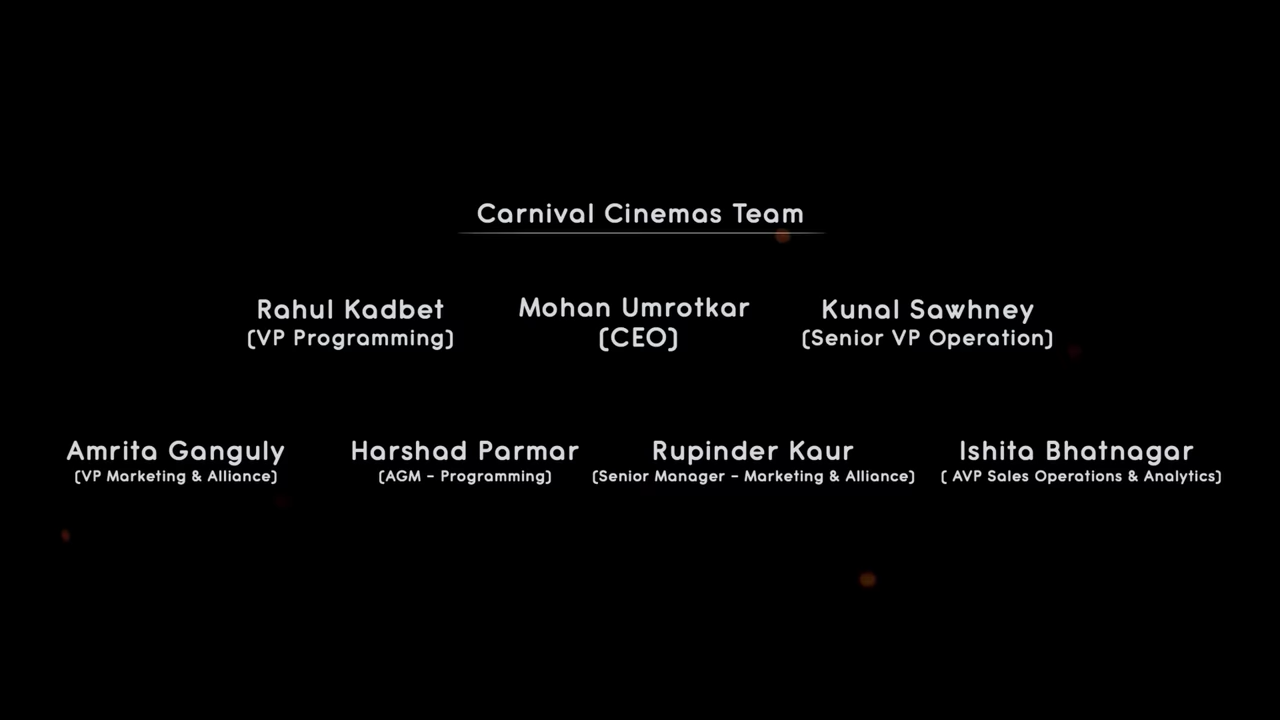 Carnival Cinemas Team
Rahul Kadbet
(VP Programming)
Mohan Umrotkar
(CEO)
Kunal Sawhney
(Senior VP Operation)
Amrita Ganguly
(VP Marketing & Alliance)
Harshad Parmar
(AGM - Programming)
Rupinder Kaur
(Senior Manager - Marketing & Alliance)
Ishita Bhatnagar
( AVP Sales Operations & Analytics)